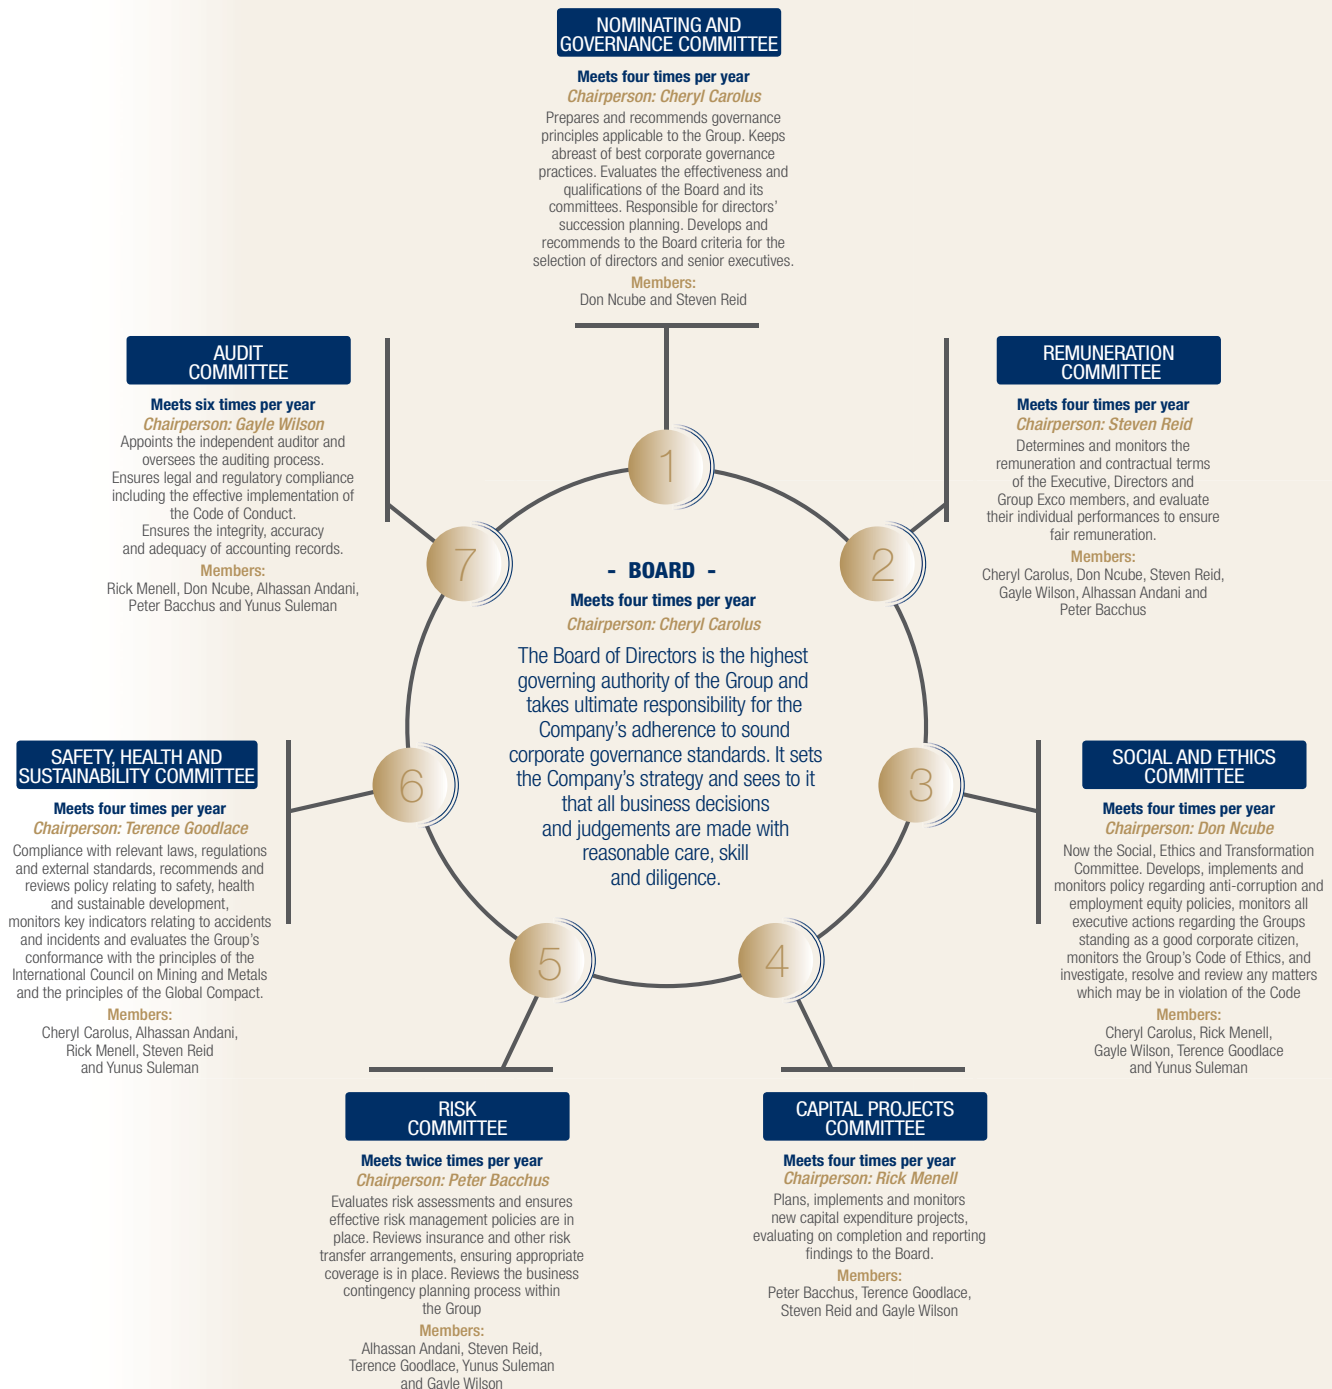 NOMINATING AND
GOVERNANCE COMMITTEE
Meets four times per year
Chairperson: Cheryl Carolus
Prepares and recommends governance
principles applicable to the Group. Keeps
abreast of best corporate governance
practices. Evaluates the effectiveness and
qualifications of the Board and its
committees. Responsible for directors'
succession planning. Develops and
recommends to the Board criteria for the
selection of directors and senior executives.
Members:
Don Ncube and Steven Reid
AUDIT
COMMITTEE
Meets six times per year
Chairperson: Gayle Wilson
Appoints the independent auditor and
oversees the auditing process.
Ensures legal and regulatory compliance
including the effective implementation of
the Code of Conduct.
Ensures the integrity, accuracy
and adequacy of accounting records.
Members:
Rick Menell, Don Ncube, Alhassan Andani,
Peter Bacchus and Yunus Suleman
REMUNERATION
COMMITTEE
Meets four times per year
Chairperson: Steven Reid
Determines and monitors the
remuneration and contractual terms
of the Executive, Directors and
Group Exco members, and evaluate
their individual performances to ensure
fair remuneration.
Members:
Cheryl Carolus, Don Ncube, Steven Reid,
Gayle Wilson, Alhassan Andani and
Peter Bacchus
1
7
2
- BOARD -
Meets four times per year
Chairperson: Cheryl Carolus
The Board of Directors is the highest
governing authority of the Group and
takes ultimate responsibility for the
Company's adherence to sound
corporate governance standards. It sets
the Company's strategy and sees to it
that all business decisions
and judgements are made with
reasonable care, skill
and diligence.
6
3
5
4
SAFETY, HEALTH AND
SUSTAINABILITY COMMITTEE
Meets four times per year
Chairperson: Terence Goodlace
Compliance with relevant laws, regulations
and external standards, recommends and
reviews policy relating to safety, health
and sustainable development,
monitors key indicators relating to accidents
and incidents and evaluates the Group's
conformance with the principles of the
International Council on Mining and Metals
and the principles of the Global Compact.
Members:
Cheryl Carolus, Alhassan Andani,
Rick Menell, Steven Reid
and Yunus Suleman
SOCIAL AND ETHICS
COMMITTEE
Meets four times per year
Chairperson: Don Ncube
Now the Social, Ethics and Transformation
Committee. Develops, implements and
monitors policy regarding anti-corruption and
employment equity policies, monitors all
executive actions regarding the Groups
standing as a good corporate citizen,
monitors the Group's Code of Ethics, and
investigate, resolve and review any matters
which may be in violation of the Code
Members:
Cheryl Carolus, Rick Menell,
Gayle Wilson, Terence Goodlace
and Yunus Suleman
RISK
COMMITTEE
Meets twice times per year
Chairperson: Peter Bacchus
Evaluates risk assessments and ensures
effective risk management policies are in
place. Reviews insurance and other risk
transfer arrangements, ensuring appropriate
coverage is in place. Reviews the business
contingency planning process within
the Group
Members:
Alhassan Andani, Steven Reid,
Terence Goodlace, Yunus Suleman
and Gayle Wilson
CAPITAL PROJECTS
COMMITTEE
Meets four times per year
Chairperson: Rick Menell
Plans, implements and monitors
new capital expenditure projects,
evaluating on completion and reporting
findings to the Board.
Members:
Peter Bacchus, Terence Goodlace,
Steven Reid and Gayle Wilson